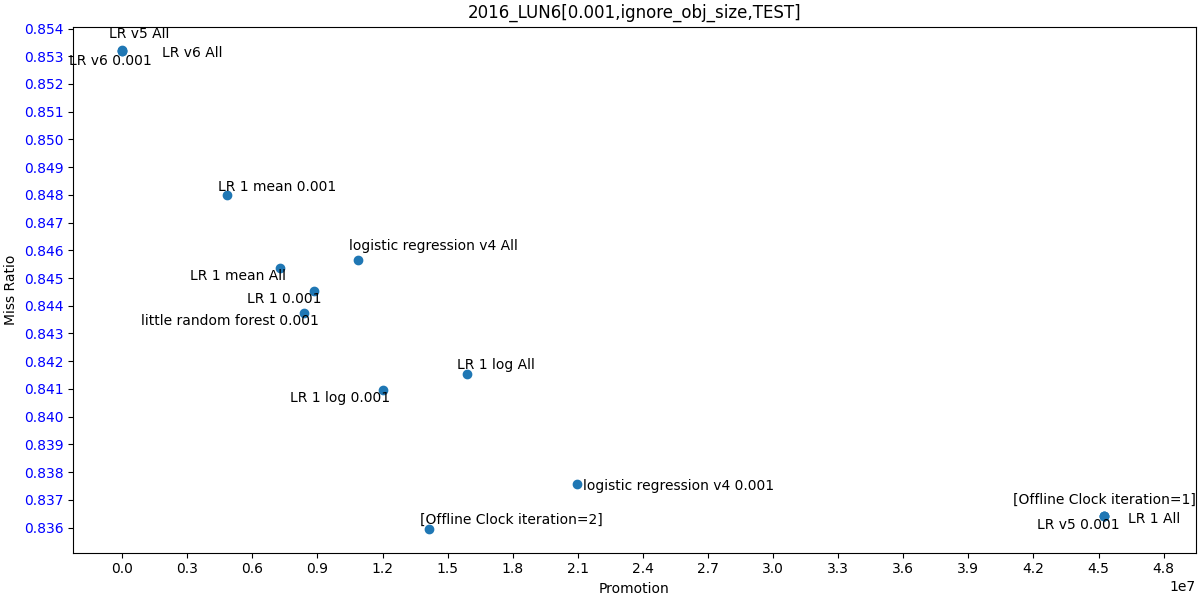 2016_LUN6[0.001,ignore_obj_size,TEST]
0.854
0.853
0.852
0.851
0.850
0.849
0.848
0.847
0.846
0.845
0.844
0.843
0.842
0.841
0.840
0.839
0.838
0.837
0.836
Miss Ratio
LR v5 All
LR v6 All
LR v6 0.001
LR 1 mean 0.001
logistic regression v4 All
LR 1 mean All
LR 1 0.001
little random forest 0.001
LR 1 log All
LR 1 log 0.001
logistic regression v4 0.001
[Offline Clock iteration=1]
[Offline Clock iteration=2]
LR v5 0.001
LR 1 All
0.0 0.3 0.6 0.9 1.2 1.5 1.8 2.1 2.4 2.7 3.0 3.3 3.6 3.9 4.2 4.5 4.8
1e7
Promotion